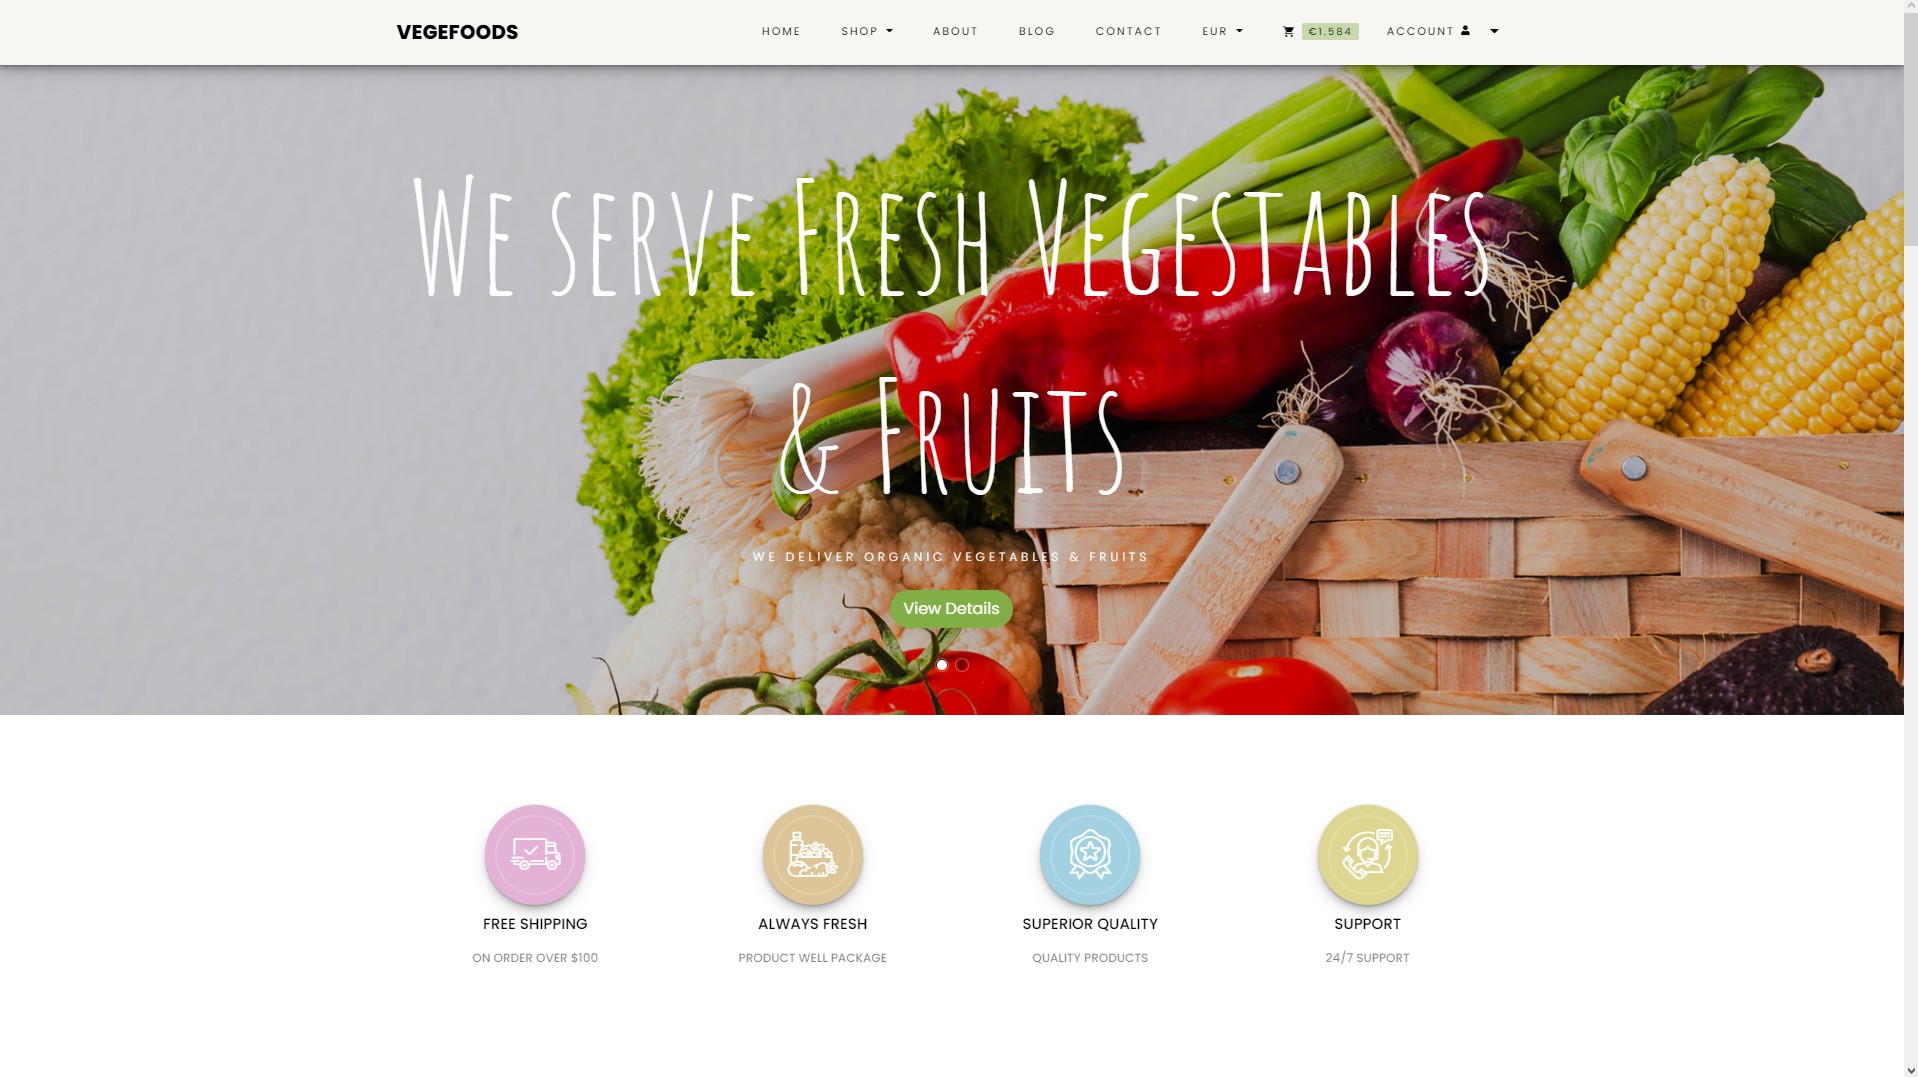 VEGEFOODS
HOME SHOP ABOUT BLOG CONTACT EUR €1.584 ACCOUNT
We serve Fresh Vegestables
& Fruits
WE DELIVER ORGANIC VEGETABLES & FRUITS
View Details
FREE SHIPPING ALWAYS FRESH SUPERIOR QUALITY SUPPORT
ON ORDER OVER $100 PRODUCT WELL PACKAGE QUALITY PRODUCTS 24/7 SUPPORT